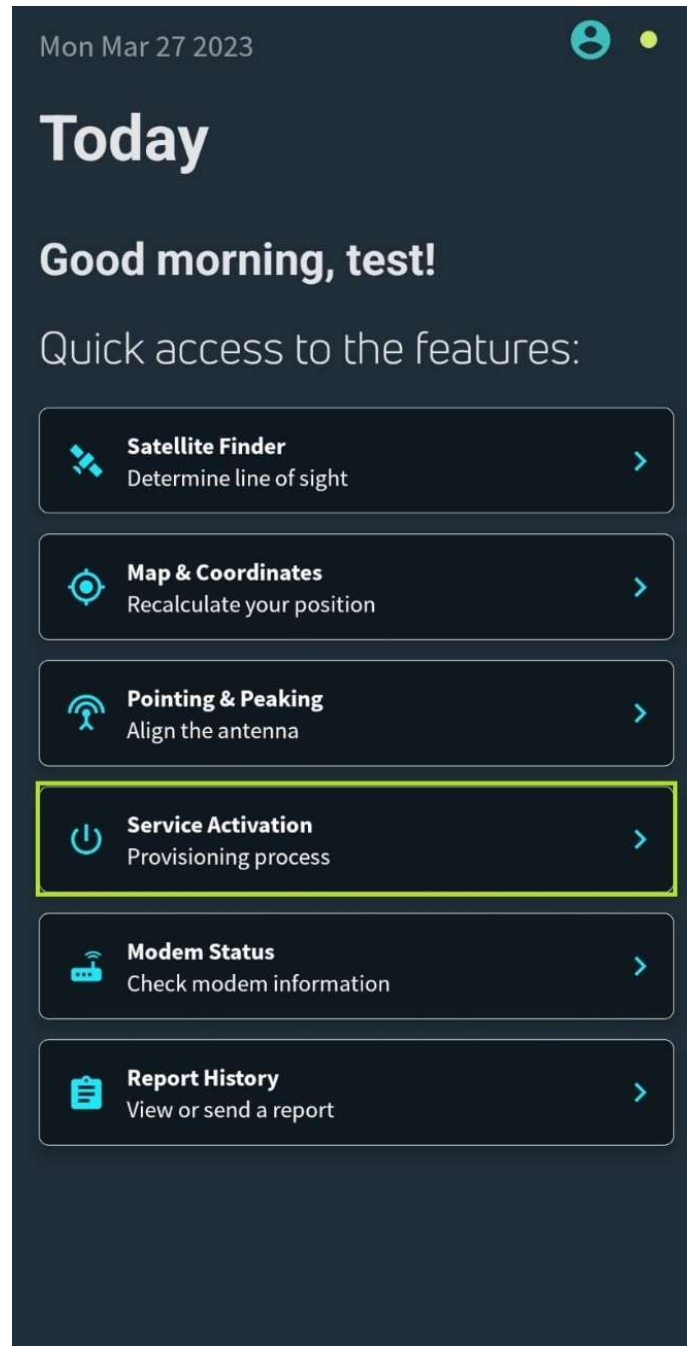 Mon Mar 27 2023
Today
Good morning, test!
Quick access to the features:
Satellite Finder
Determine line of sight
Map & Coordinates
Recalculate your position
Pointing & Peaking
Align the antenna
Service Activation
Provisioning process
Modem Status
Check modem information
Report History
View or send a report